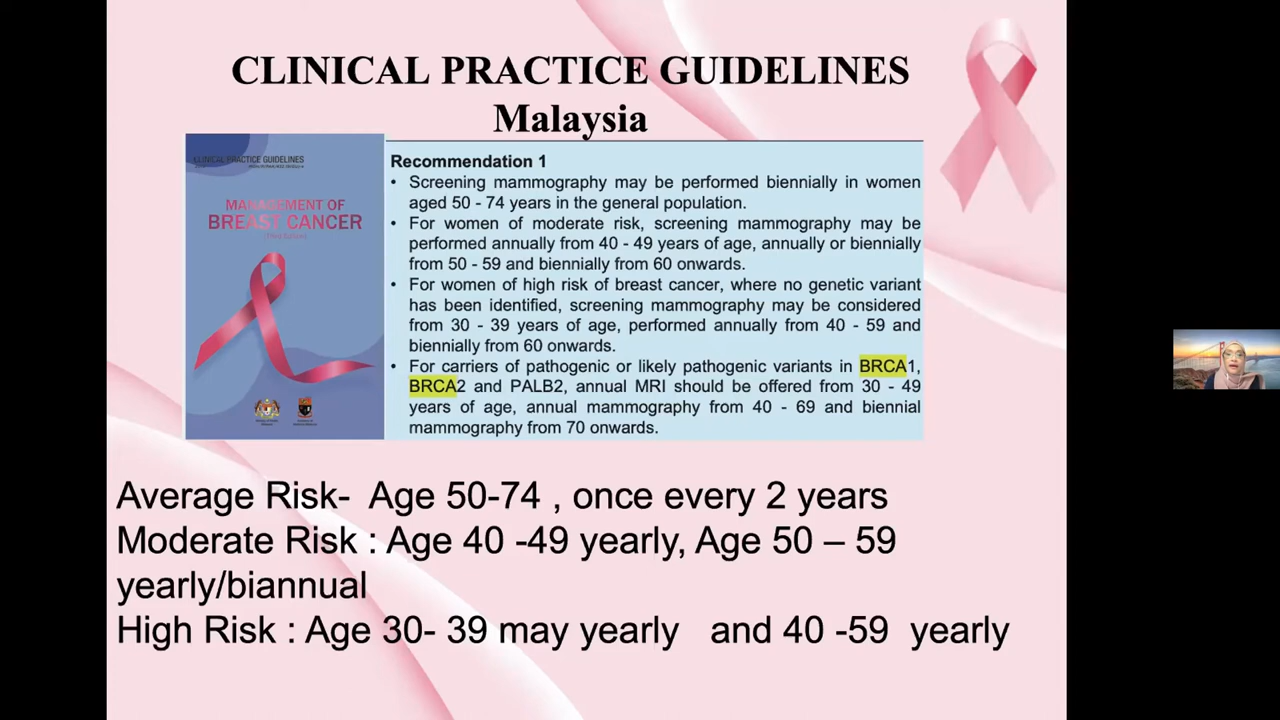 CLINICAL PRACTICE GUIDELINES
Malaysia
CLINICAL PRACTICE GUIDELINES
MANAGEMENT OF
BREAST CANCER
(Third Edition)
Recommendation 1
• Screening mammography may be performed biennially in women
aged 50 - 74 years in the general population.
• For women of moderate risk, screening mammography may be
performed annually from 40 - 49 years of age, annually or biennially
from 50 - 59 and biennially from 60 onwards.
• For women of high risk of breast cancer, where no genetic variant
has been identified, screening mammography may be considered
from 30 - 39 years of age, performed annually from 40 - 59 and
biennially from 60 onwards.
• For carriers of pathogenic or likely pathogenic variants in BRCA1,
BRCA2 and PALB2, annual MRI should be offered from 30 - 49
years of age, annual mammography from 40 - 69 and biennial
mammography from 70 onwards.
Average Risk- Age 50-74 , once every 2 years
Moderate Risk : Age 40 -49 yearly, Age 50 – 59
yearly/biannual
High Risk : Age 30- 39 may yearly and 40 -59 yearly